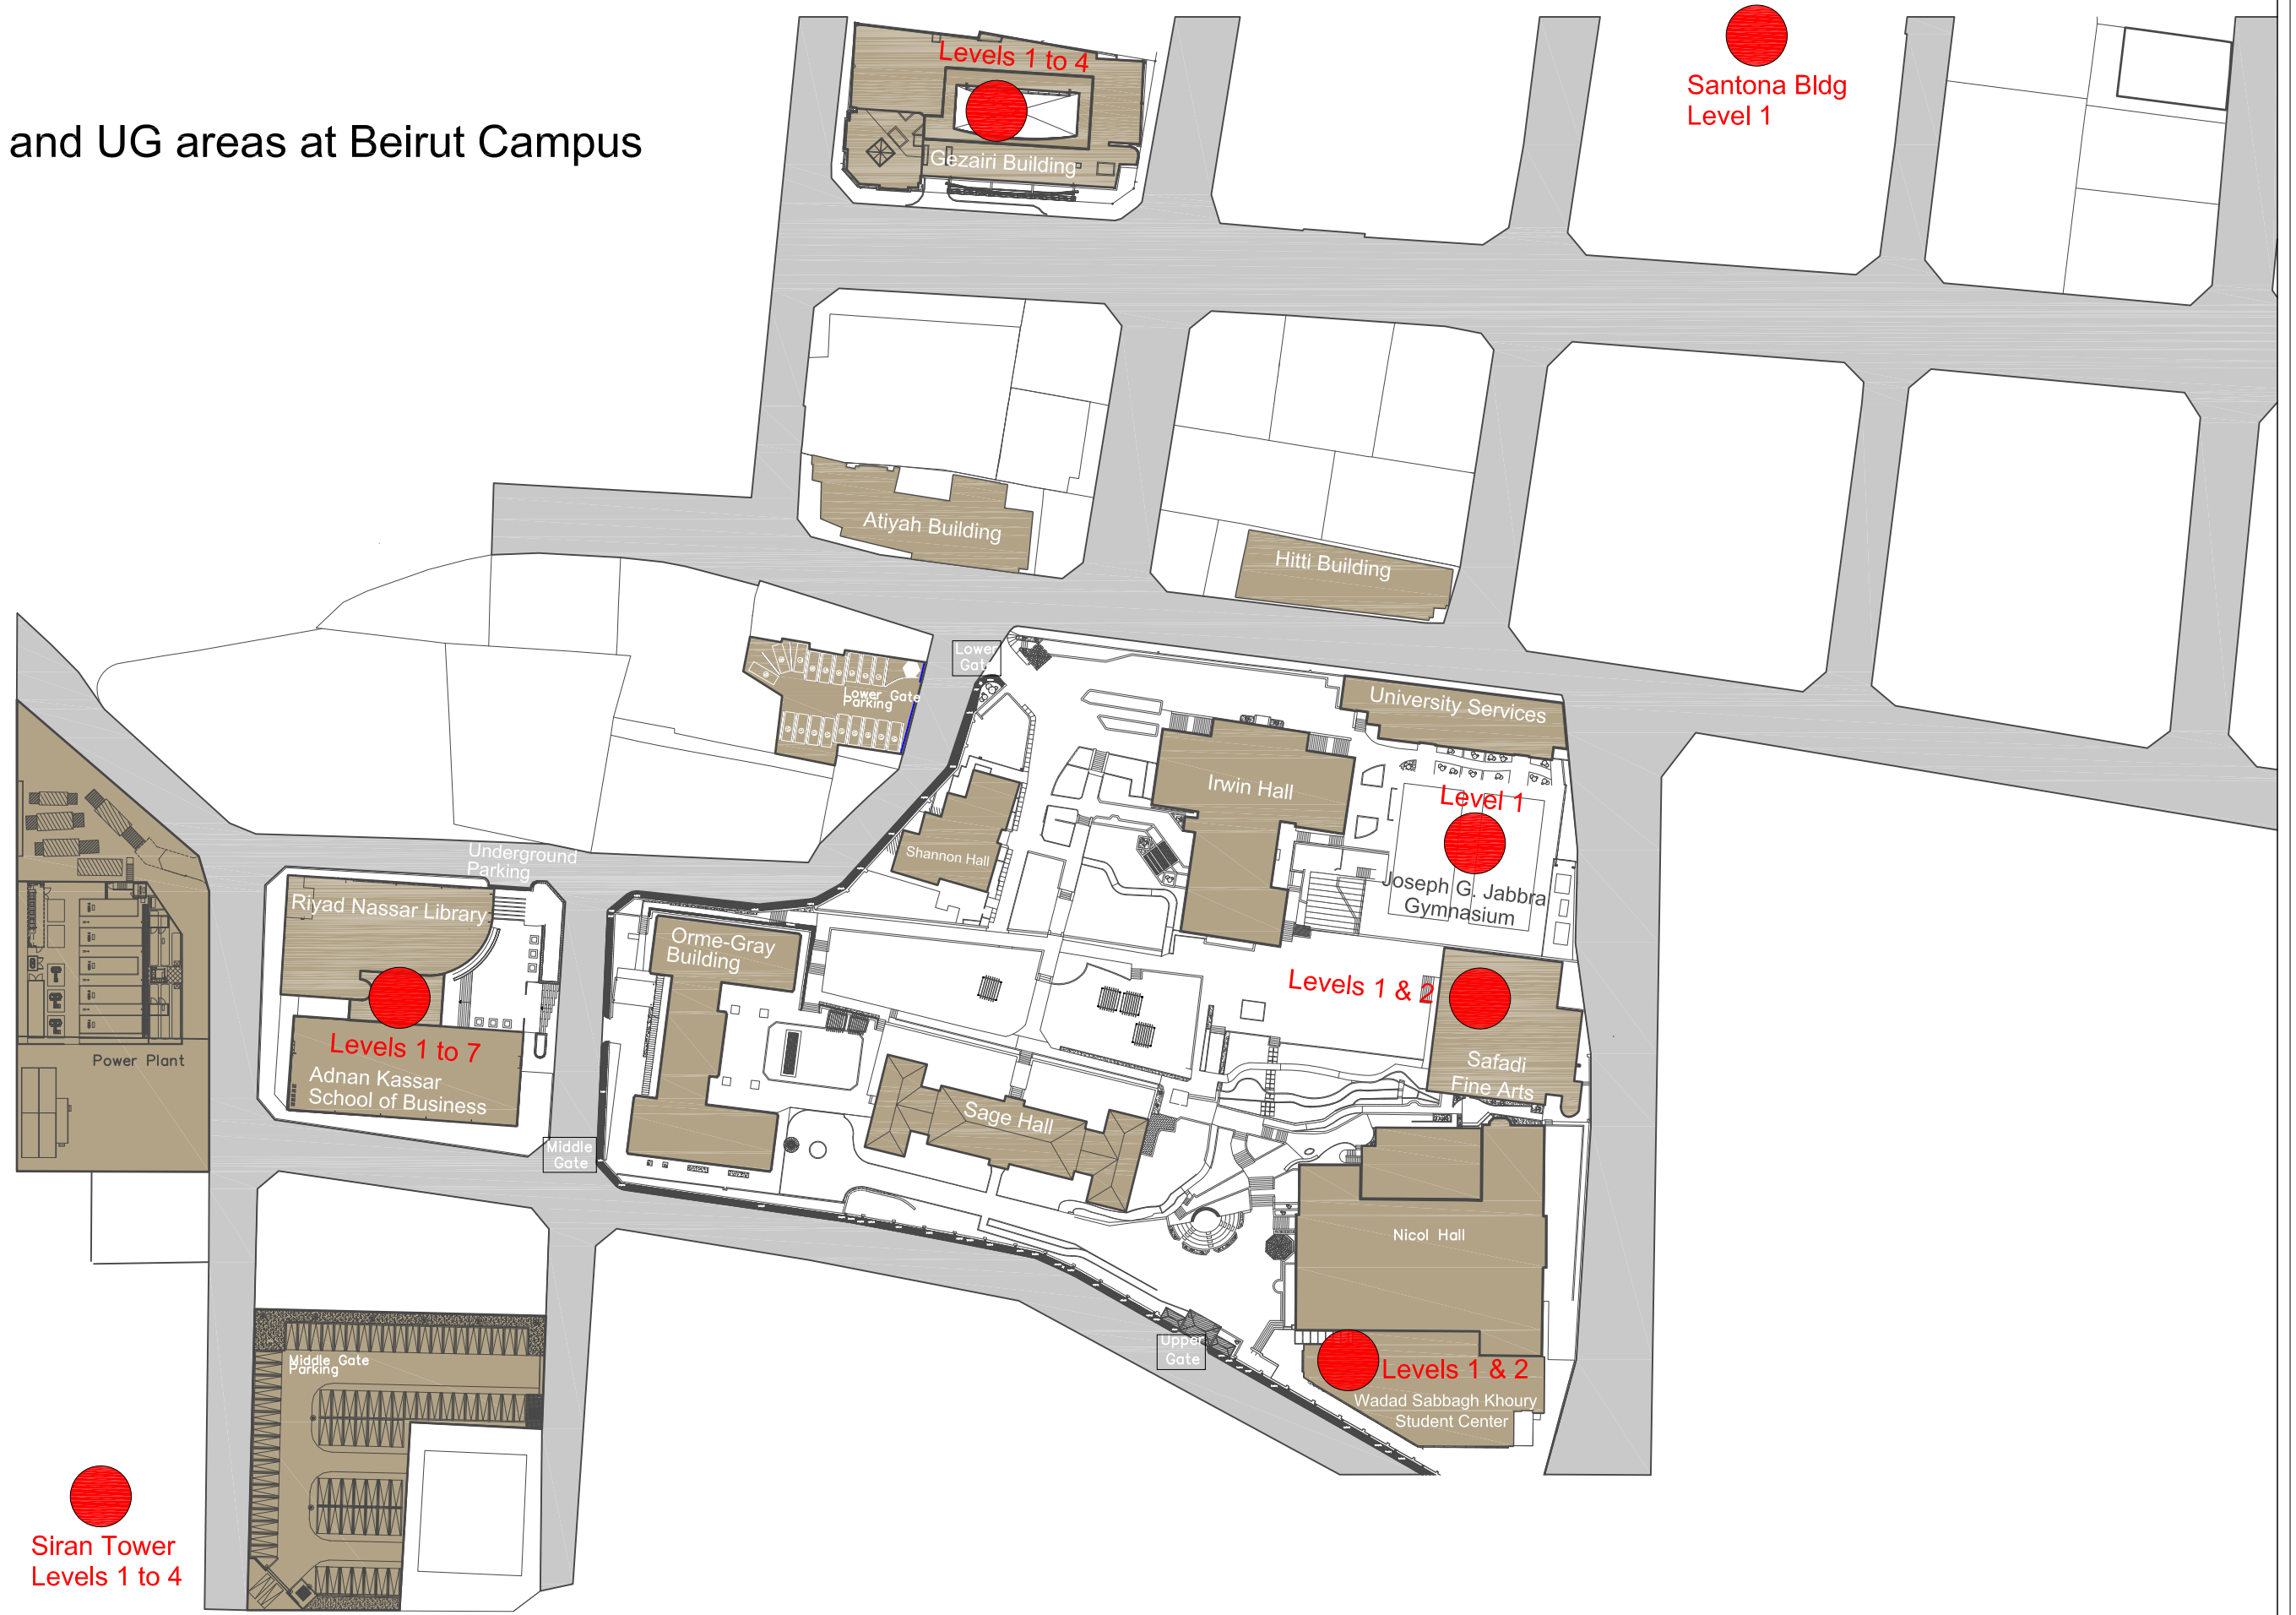 and UG areas at Beirut Campus
Levels 1 to 4
Gezairi Building
Santona Bldg
Level 1
Atiyah Building
Hitti Building
Lower
Gate
Lower Gate
Parking
University Services
Irwin Hall
Level 1
Joseph G. Jabbra
Gymnasium
Shannon Hall
Underground
Parking
Riyad Nassar Library
Orme-Gray
Building
Levels 1 & 2
Safadi
Fine Arts
Levels 1 to 7
Adnan Kassar
School of Business
Power Plant
Sage Hall
Middle
Gate
Nicol Hall
Upper
Gate
Levels 1 & 2
Wadad Sabbagh Khoury
Student Center
Middle Gate
Parking
Siran Tower
Levels 1 to 4